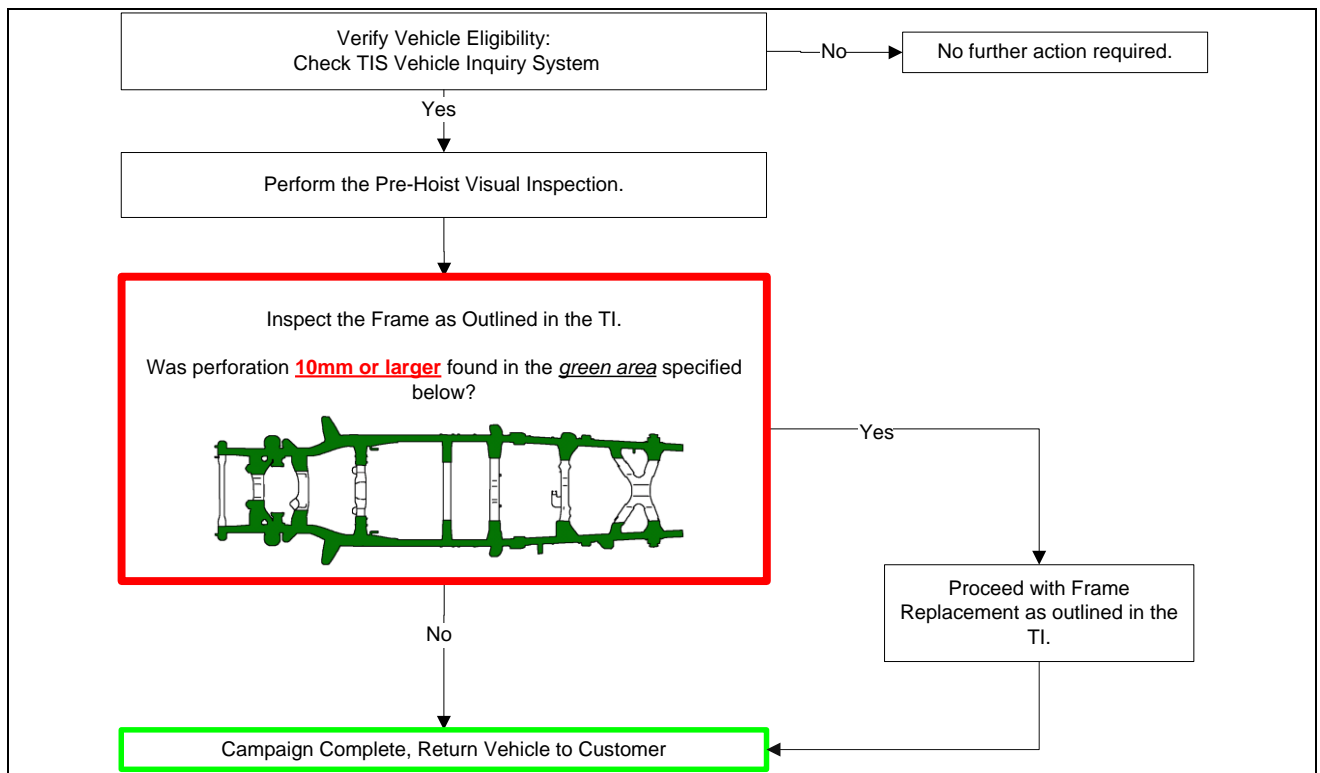 Verify Vehicle Eligibility:
Check TIS Vehicle Inquiry System
No
No further action required.
Yes
Perform the Pre-Hoist Visual Inspection.
Inspect the Frame as Outlined in the TI.
Was perforation 10mm or larger found in the green area specified
below?
Yes
Proceed with Frame
Replacement as outlined in the
TI.
No
Campaign Complete, Return Vehicle to Customer